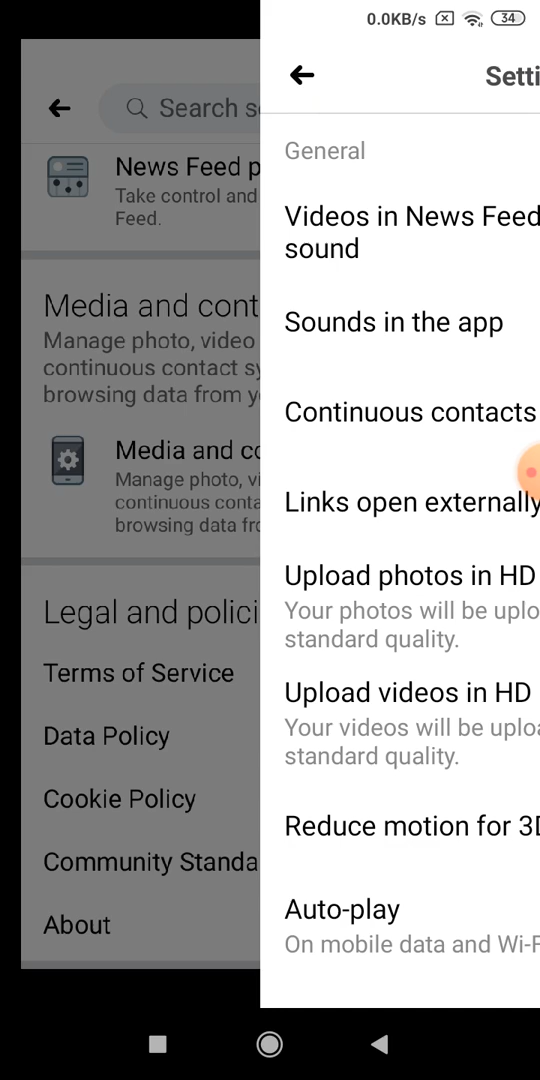 0.0KB/s
34
Search s
News Feed p
Take control and
Feed.
Media and cont
Manage photo, video
continuous contact sy
browsing data from yo
Media and co
Manage photo, vi
continuous conta
browsing data fro
Legal and polici
Terms of Service
Data Policy
Cookie Policy
Community Standa
About
Setti
General
Videos in News Feed
sound
Sounds in the app
Continuous contacts
Links open externally
Upload photos in HD
Your photos will be uplo
standard quality.
Upload videos in HD
Your videos will be uploa
standard quality.
Reduce motion for 3D
Auto-play
On mobile data and Wi-F